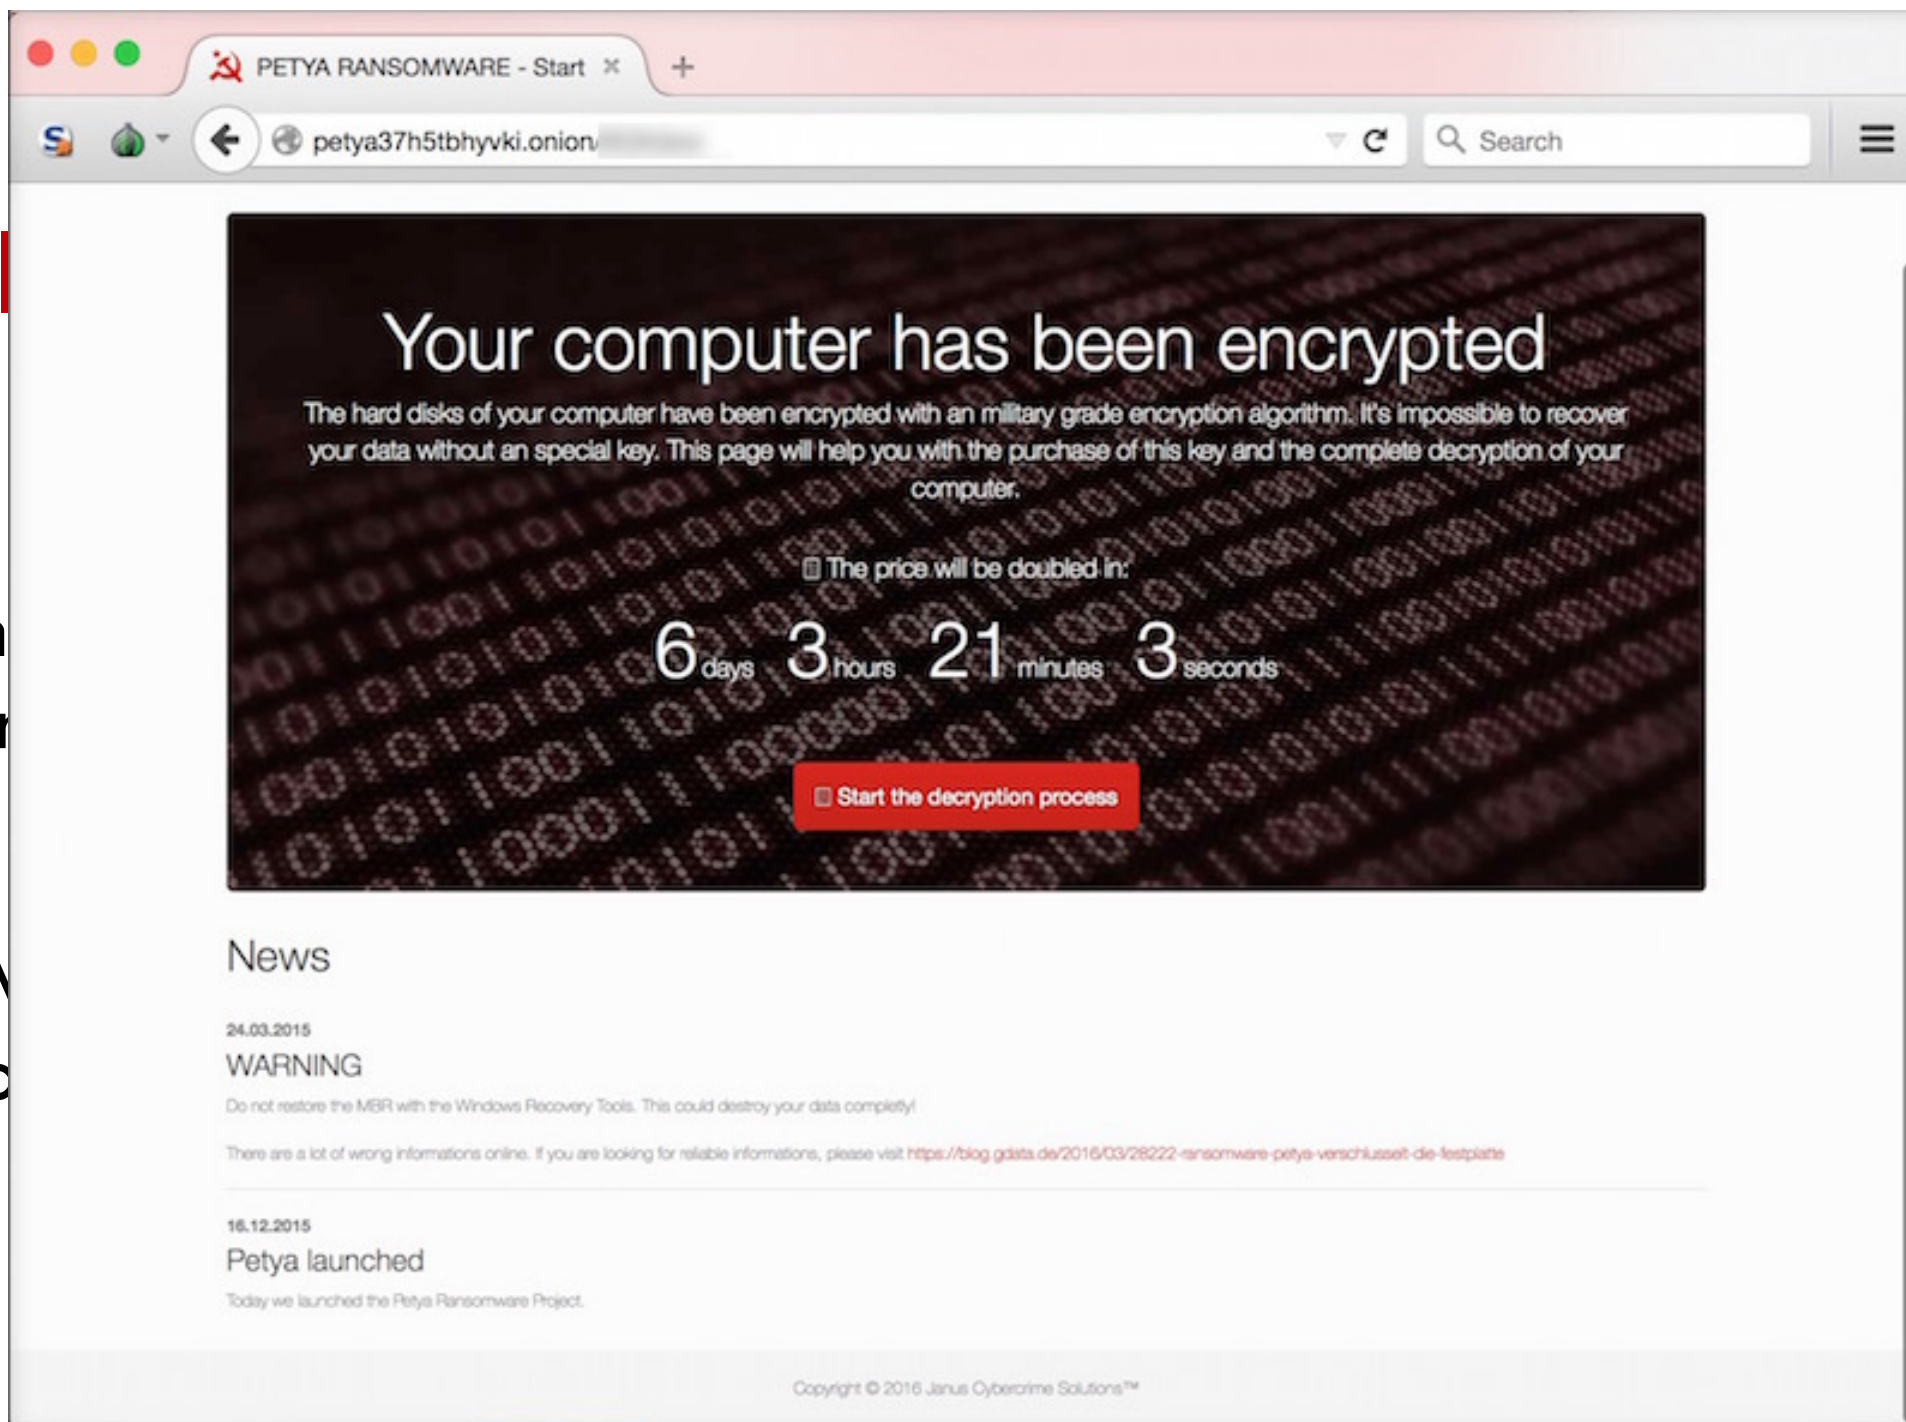 PETYA RANSOMWARE - Start
petya37h5tbhyvki.onion/
Search
Your computer has been encrypted
The hard disks of your computer have been encrypted with an military grade encryption algorithm. It's impossible to recover
your data without an special key. This page will help you with the purchase of this key and the complete decryption of your
computer.
The price will be doubled in:
6 days 3 hours 21 minutes 3 seconds
Start the decryption process
News
24.03.2015
WARNING
Do not restore the MBR with the Windows Recovery Tools. This could destroy your data completly!
There are a lot of wrong informations online. If you are looking for reliable informations, please visit https://blog.gdata.de/2016/03/28222-ransomware-petya-verschlusselt-die-festplatte
16.12.2015
Petya launched
Today we launched the Petya Ransomware Project.
Copyright © 2016 Janus Cybercrime Solutions™